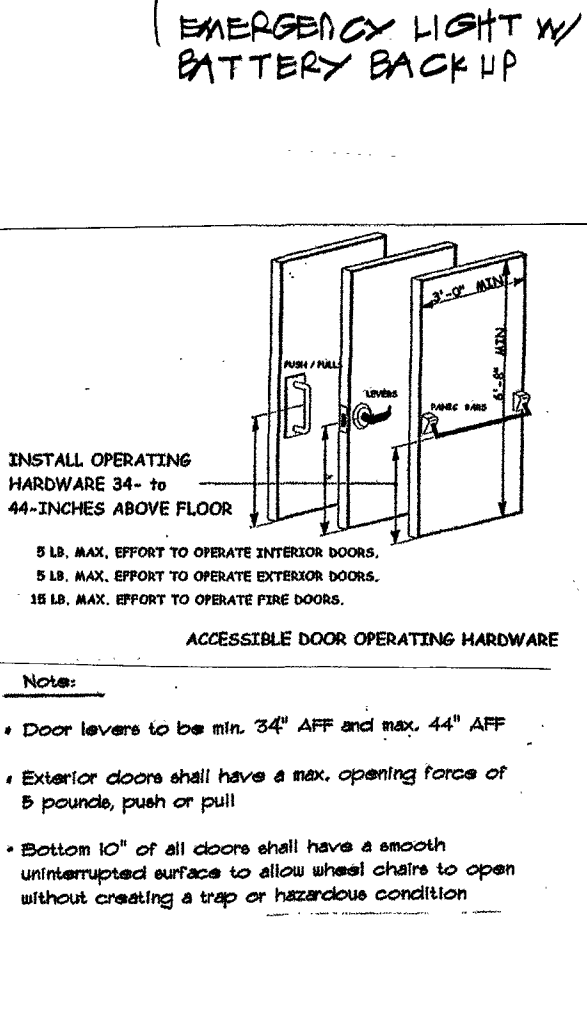 EMERGENCY LIGHT W/
BATTERY BACK UP
3'-0" MIN
6'-8" MIN
PUSH / PULLS
LEVERS
PANIC BARS
INSTALL OPERATING
HARDWARE 34- to
44-INCHES ABOVE FLOOR
5 LB. MAX. EFFORT TO OPERATE INTERIOR DOORS.
5 LB. MAX. EFFORT TO OPERATE EXTERIOR DOORS.
15 LB. MAX. EFFORT TO OPERATE FIRE DOORS.
ACCESSIBLE DOOR OPERATING HARDWARE
Note:
• Door levers to be min. 34" AFF and max. 44" AFF
• Exterior doors shall have a max. opening force of
5 pounds, push or pull
• Bottom 10" of all doors shall have a smooth
uninterrupted surface to allow wheel chairs to open
without creating a trap or hazardous condition